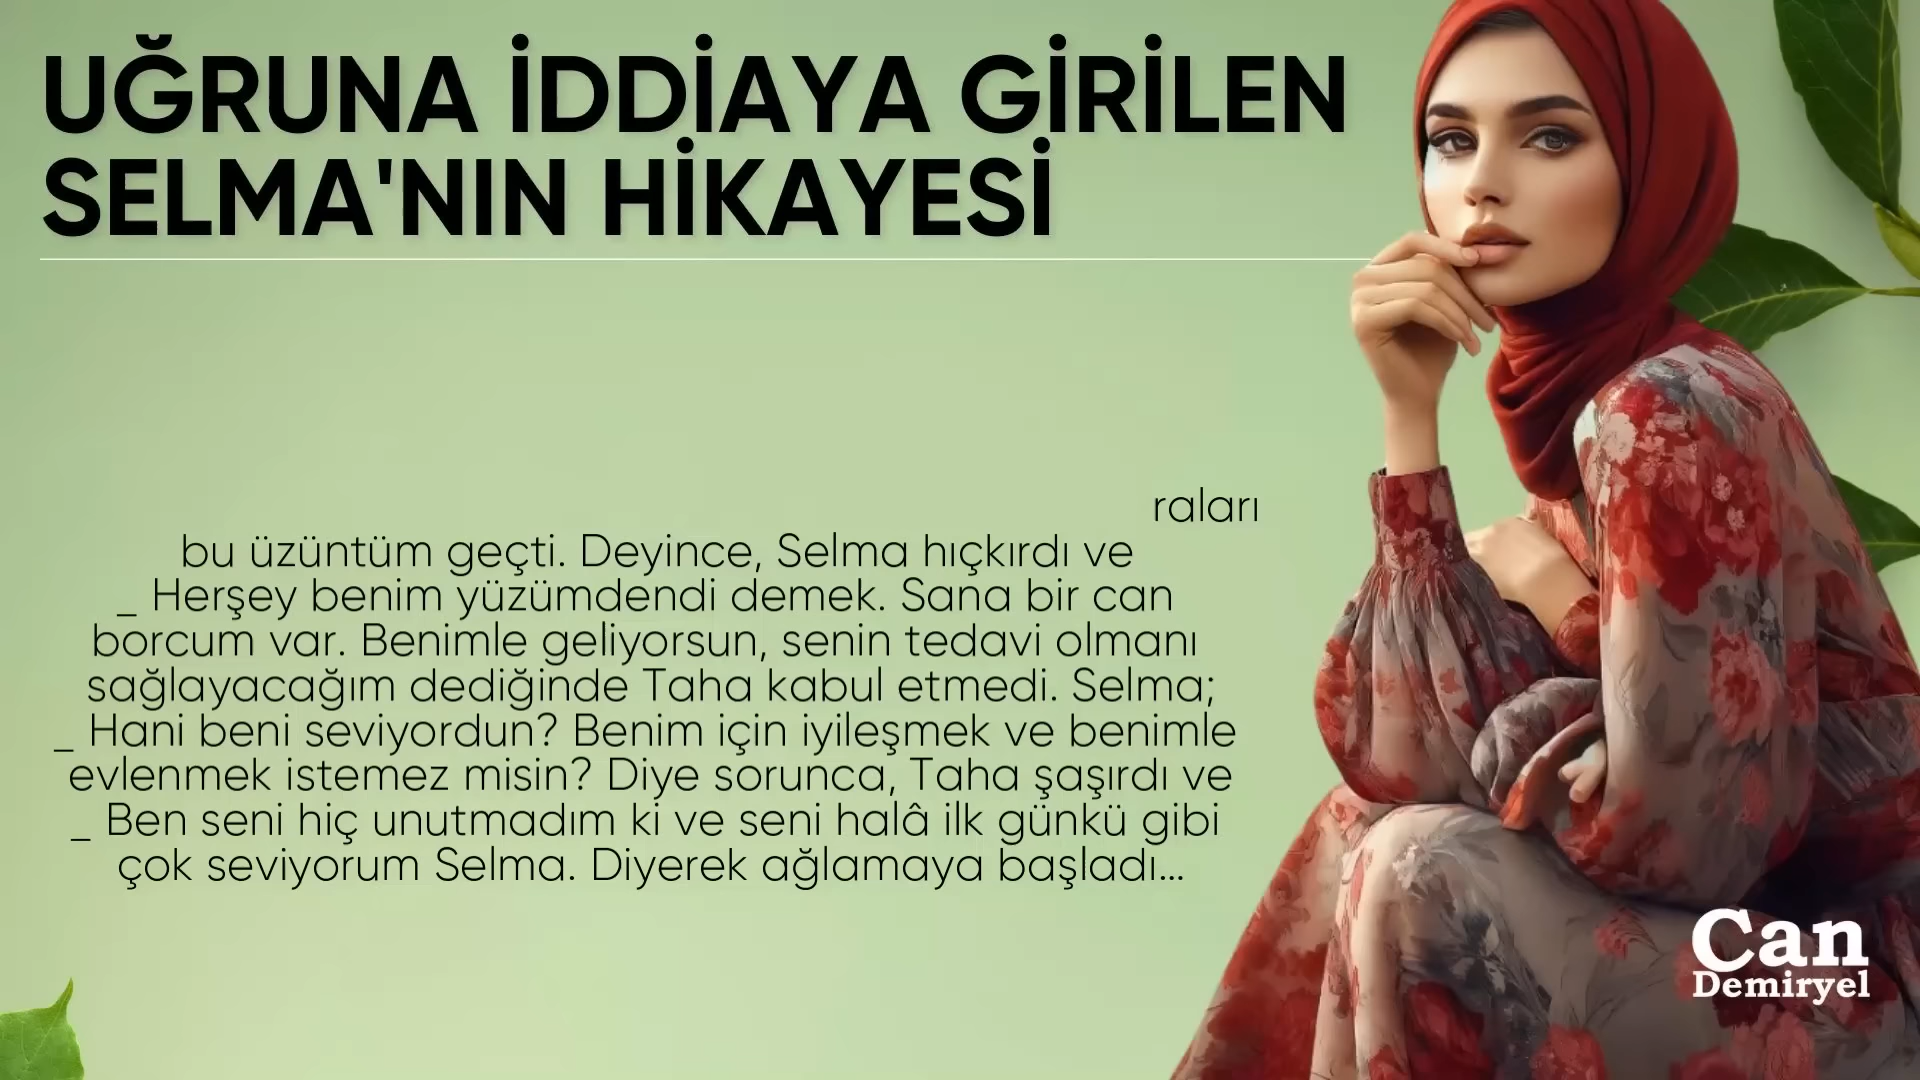 UĞRUNA İDDİAYA GİRİLEN
SELMA'NIN HİKAYESİ
raları
bu üzüntüm geçti. Deyince, Selma hıçkırdı ve
_ Herşey benim yüzümdendi demek. Sana bir can
borcum var. Benimle geliyorsun, senin tedavi olmanı
sağlayacağım dediğinde Taha kabul etmedi. Selma;
_ Hani beni seviyordun? Benim için iyileşmek ve benimle
evlenmek istemez misin? Diye sorunca, Taha şaşırdı ve
_ Ben seni hiç unutmadım ki ve seni halâ ilk günkü gibi
çok seviyorum Selma. Diyerek ağlamaya başladı...
Can
Demiryel